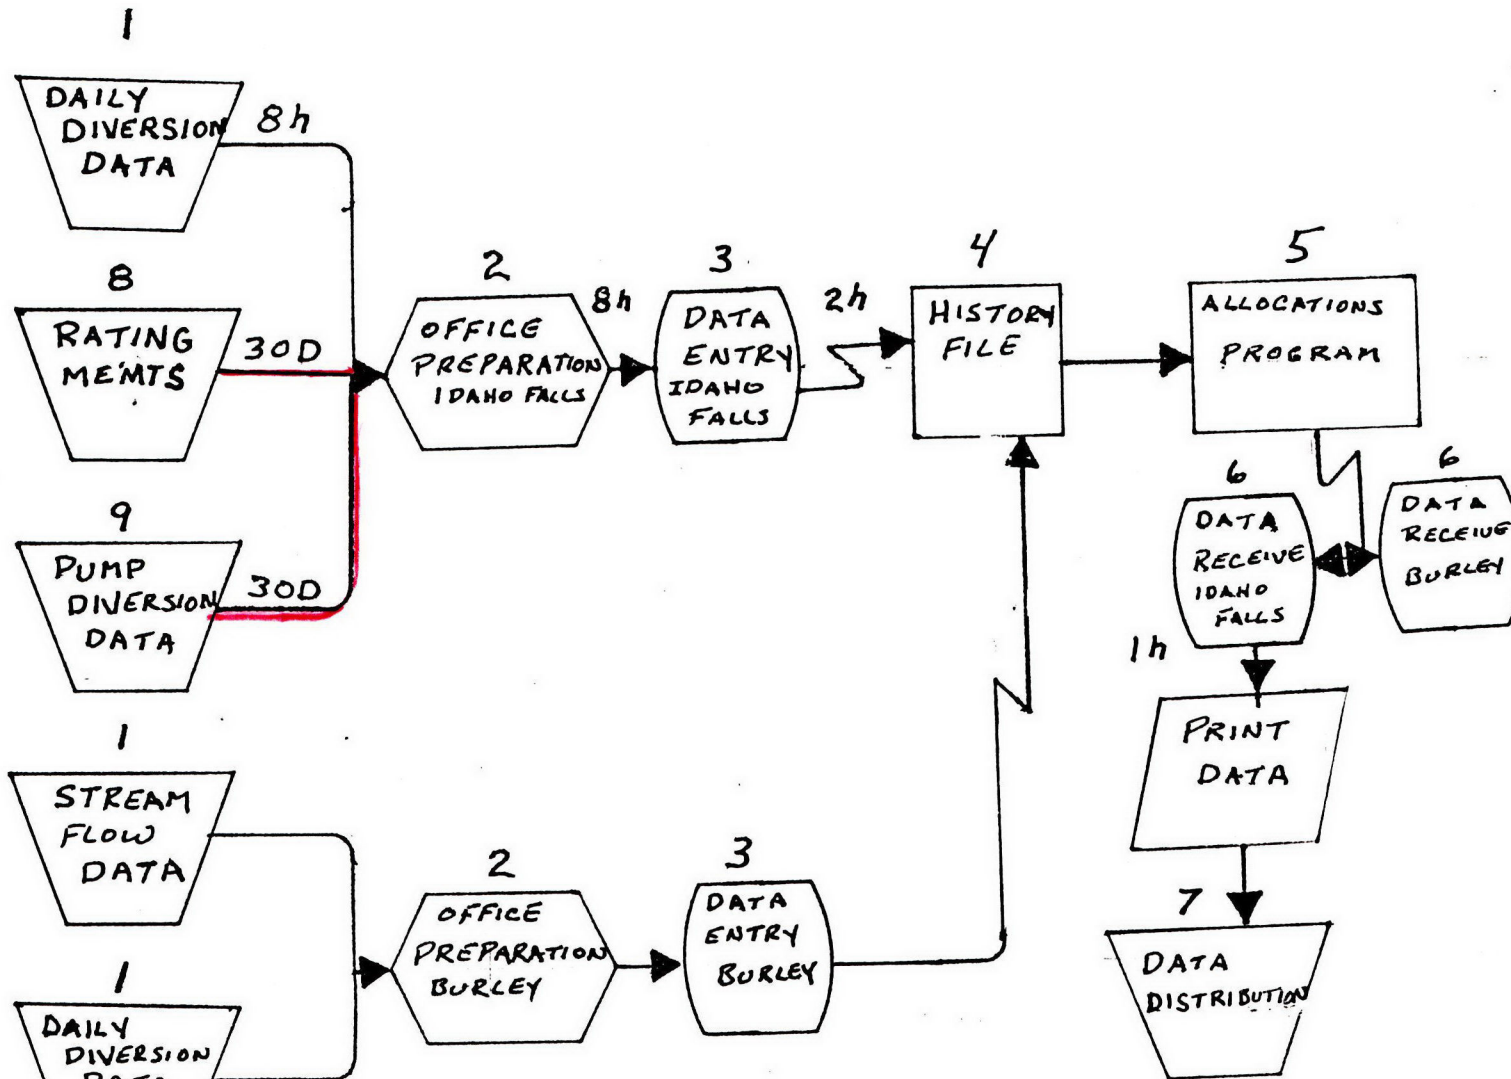 1
DAILY
DIVERSION
DATA
8h
8
RATING
ME'MTS
30D
9
PUMP
DIVERSION
DATA
30D
2
OFFICE
PREPARATION
IDAHO FALLS
8h
3
DATA
ENTRY
IDAHO
FALLS
2h
4
HISTORY
FILE
5
ALLOCATIONS
PROGRAM
6
DATA
RECEIVE
IDAHO
FALLS
6
DATA
RECEIVE
BURLEY
1h
PRINT
DATA
7
DATA
DISTRIBUTION
1
STREAM
FLOW
DATA
1
DAILY
DIVERSION
DATA
2
OFFICE
PREPARATION
BURLEY
3
DATA
ENTRY
BURLEY